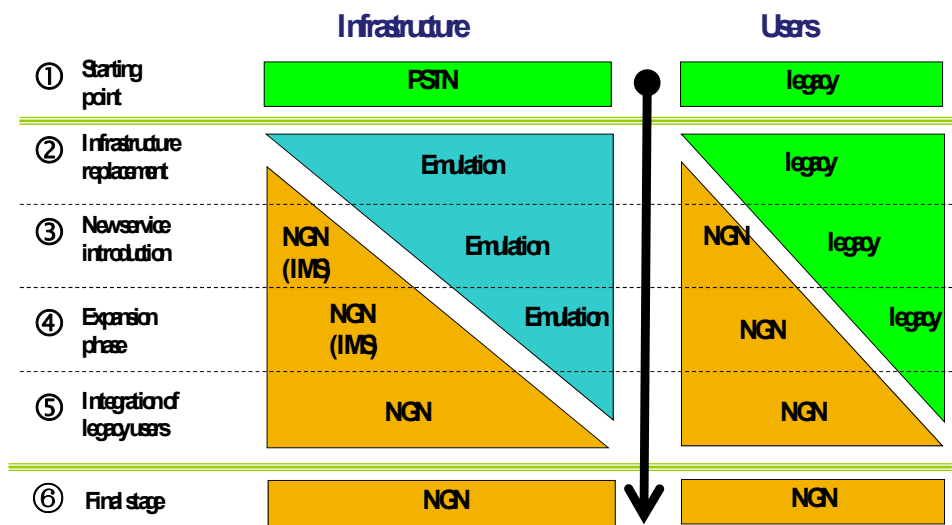 Infrastructure
Users
① Starting
point
PSTN
legacy
② Infrastructure
replacement
Emulation
legacy
③ New service
introduction
NGN
(IMS)
Emulation
NGN
legacy
④ Expansion
phase
NGN
(IMS)
Emulation
NGN
legacy
⑤ Integration of
legacy users
NGN
NGN
⑥ Final stage
NGN
NGN